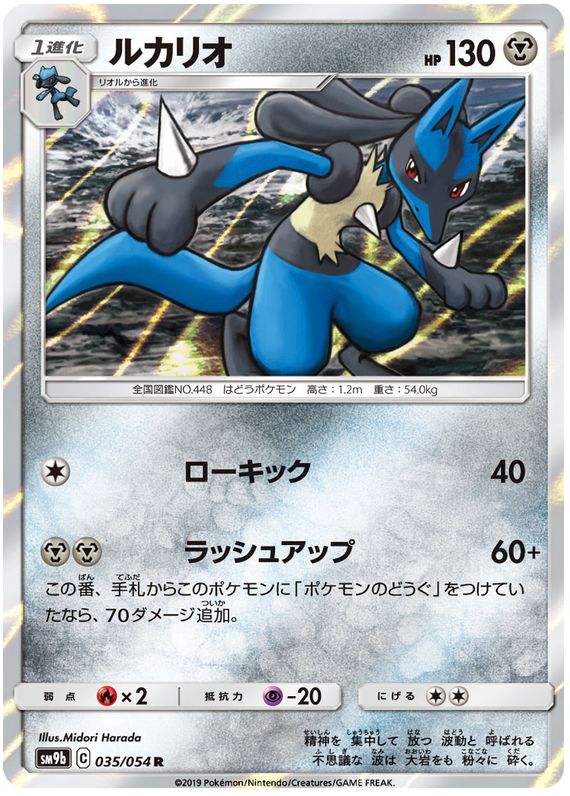 1進化 ルカリオ HP 130
リオルから進化
全国図鑑NO.448 はどうポケモン 高さ:1.2m 重さ:54.0kg
ローキック 40
ラッシュアップ 60+
この番、手札からこのポケモンに「ポケモンのどうぐ」をつけてい
たなら、70ダメージ追加。
弱点 ×2 抵抗力 -20 にげる
Illus.Midori Harada
精神を 集中して 放つ 波動と 呼ばれる
不思議な 波は 大岩をも 粉々に 砕く。
sm9b C 035/054 R
©2019 Pokémon/Nintendo/Creatures/GAME FREAK.